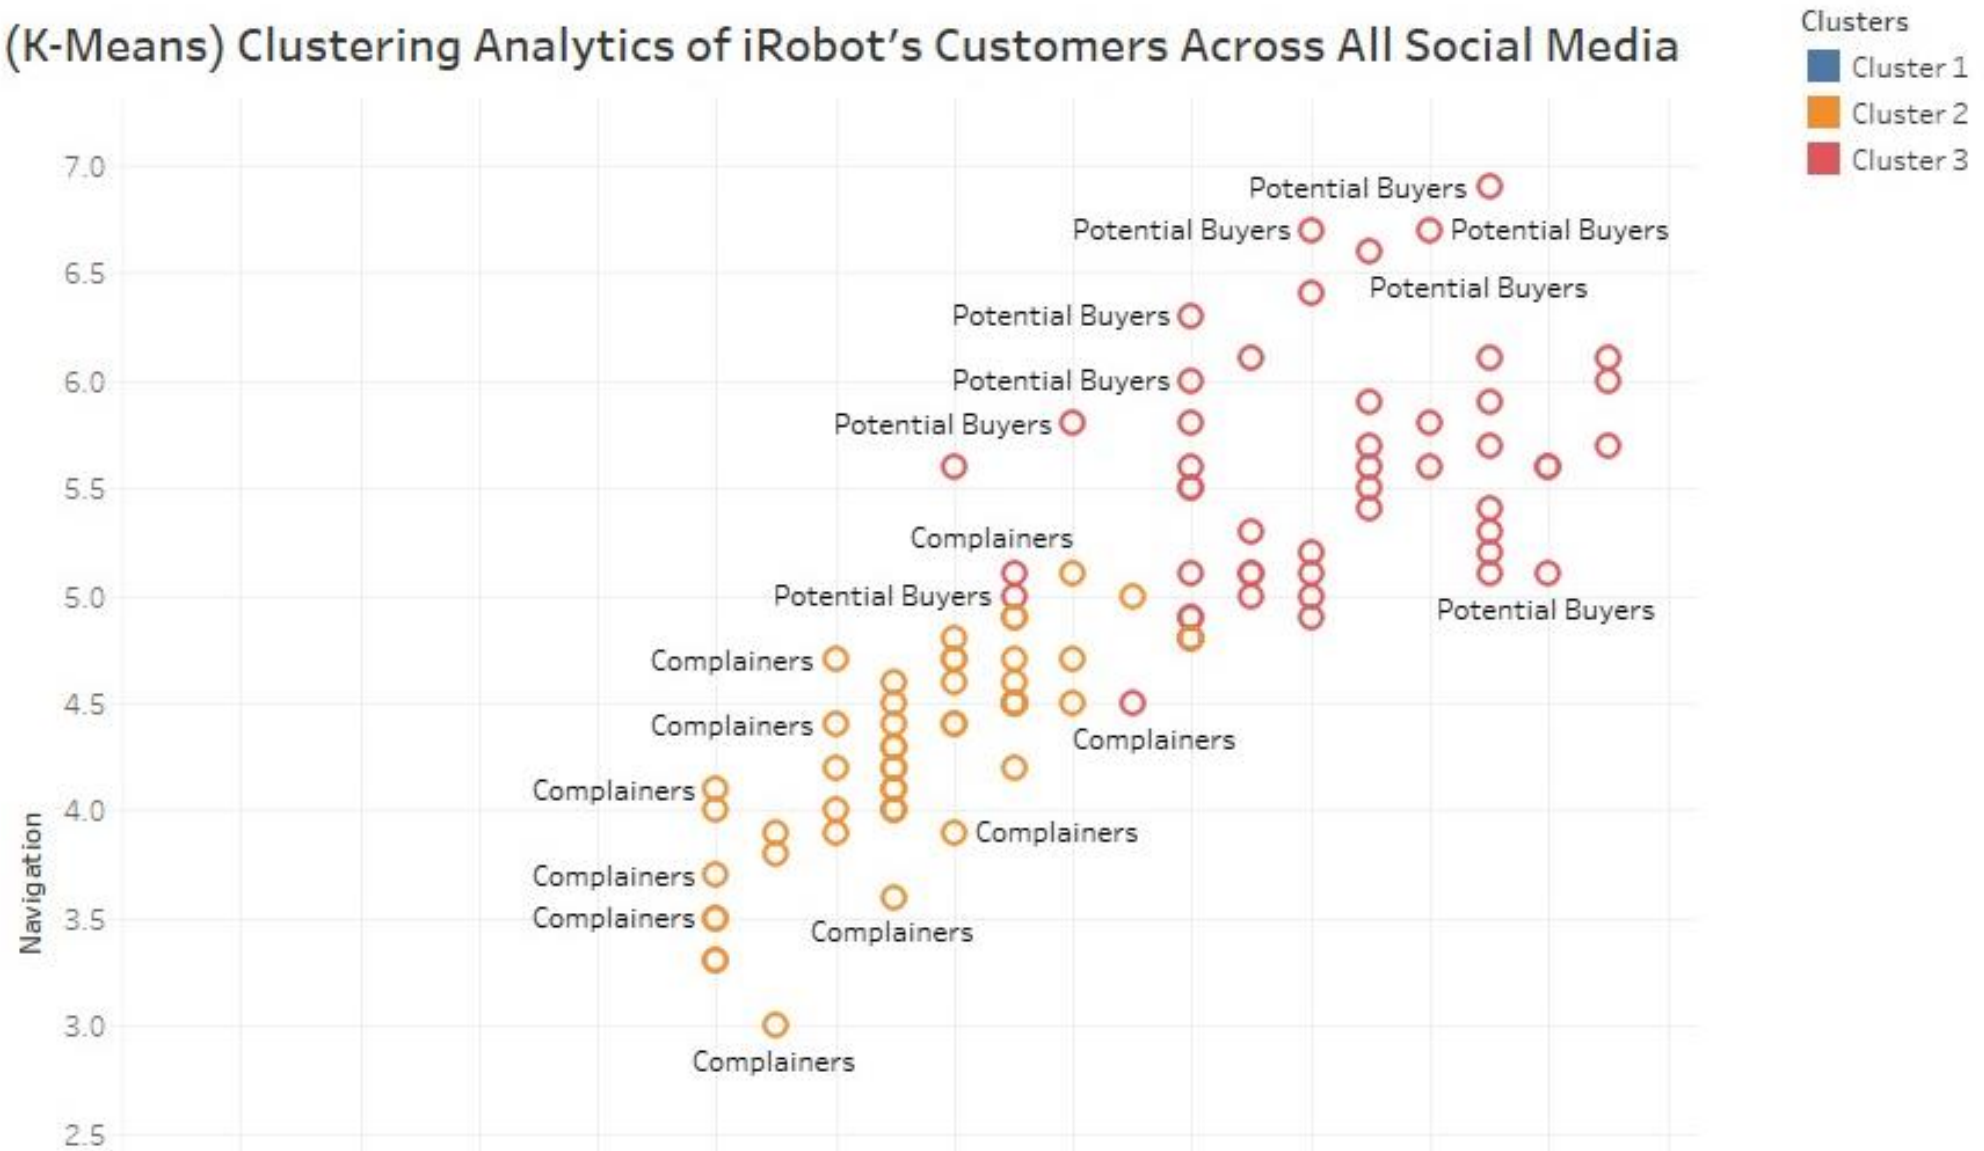 (K-Means) Clustering Analytics of iRobot's Customers Across All Social Media
Clusters
Cluster 1
Cluster 2
Cluster 3
7.0
Potential Buyers
Potential Buyers
Potential Buyers
6.5
Potential Buyers
Potential Buyers
6.0
Potential Buyers
Potential Buyers
5.5
Complainers
5.0
Potential Buyers
Potential Buyers
Complainers
4.5
Complainers
Complainers
4.0
Complainers
Complainers
Navigation
Complainers
3.5
Complainers
Complainers
3.0
Complainers
2.5